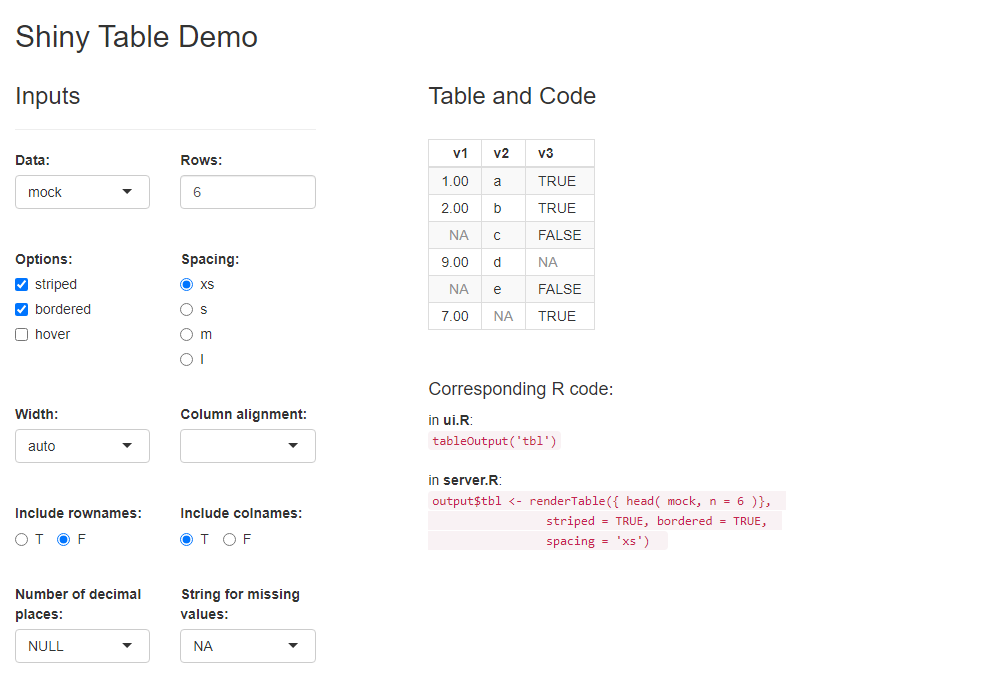 Shiny Table Demo
Inputs
Data: Rows:
mock 6
Options: Spacing:
striped xs
bordered s
hover m
l
Width: Column alignment:
auto
Include rownames: Include colnames:
T F T F
Number of decimal places: String for missing values:
NULL NA
Table and Code
v1 v2 v3
1.00 a TRUE
2.00 b TRUE
NA c FALSE
9.00 d NA
NA e FALSE
7.00 NA TRUE
Corresponding R code:
in ui.R:
tableOutput('tbl')
in server.R:
output$tbl <- renderTable({ head( mock, n = 6 )},
striped = TRUE, bordered = TRUE,
spacing = 'xs')